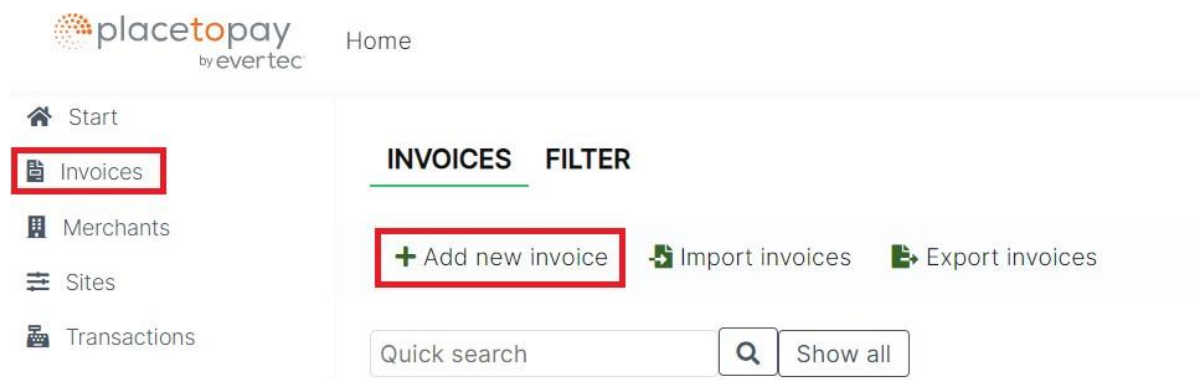 placetopay
by evertec
Home
Start
Invoices
Merchants
Sites
Transactions
INVOICES FILTER
Add new invoice Import invoices Export invoices
Quick search Show all